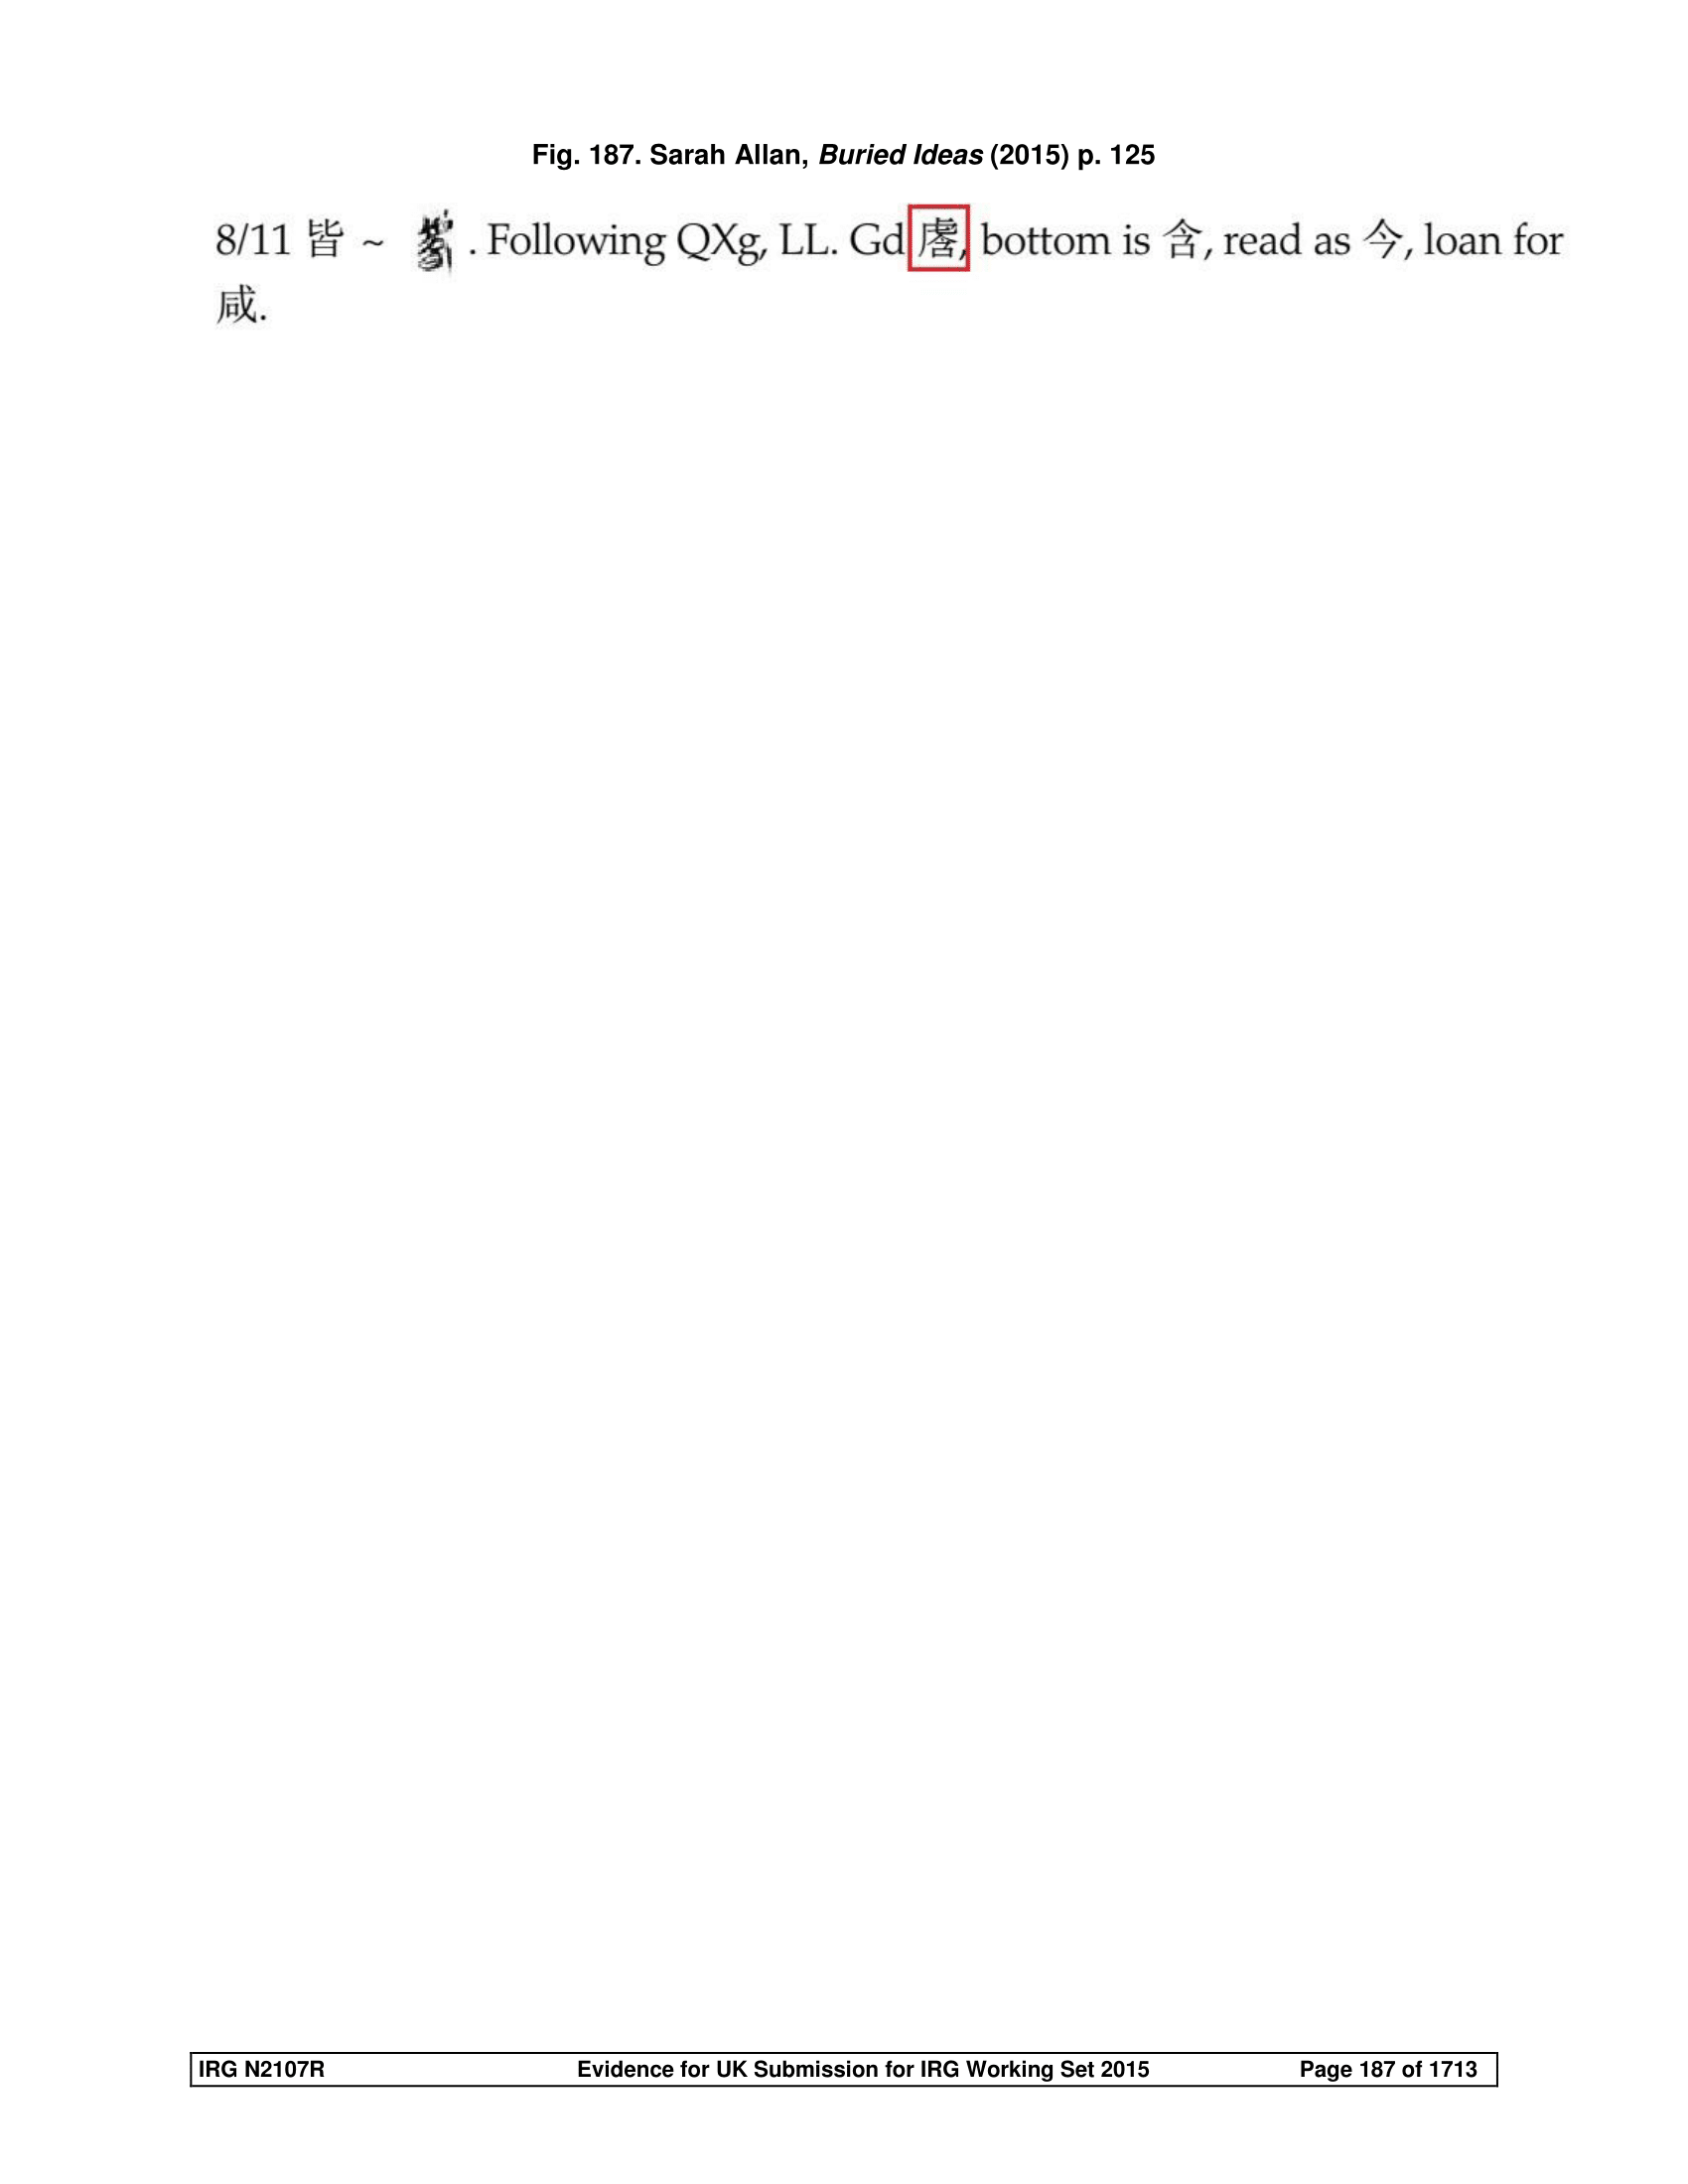 Fig. 187. Sarah Allan, Buried Ideas (2015) p. 125
8/11 皆 ~ . Following QXg, LL. Gd , bottom is 含, read as 今, loan for
咸.
IRG N2107R Evidence for UK Submission for IRG Working Set 2015 Page 187 of 1713